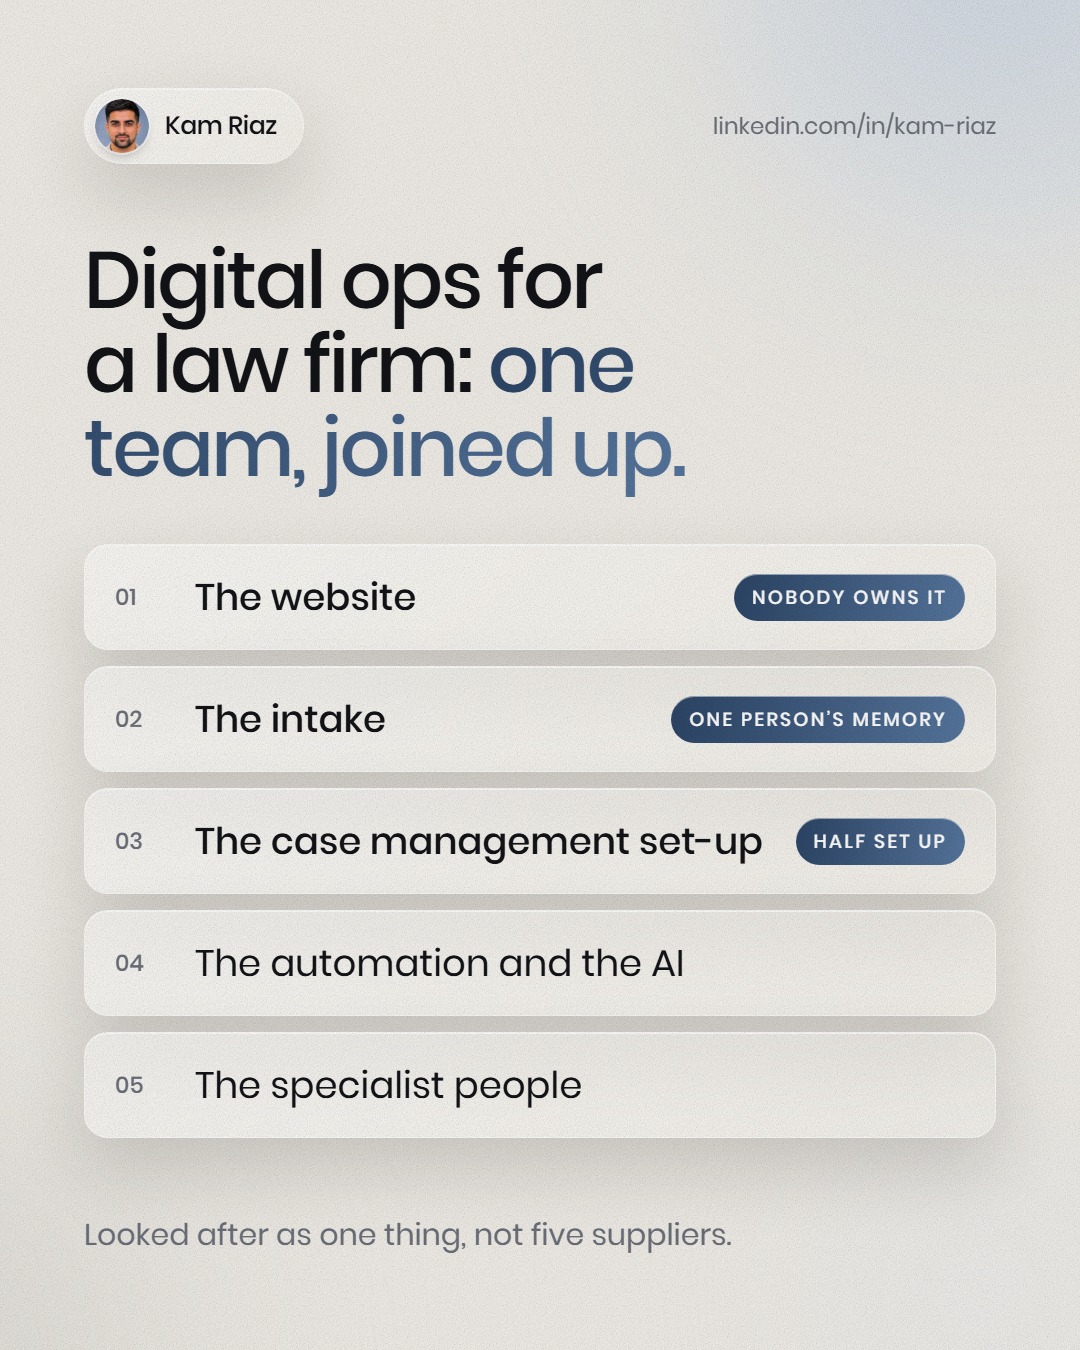 Kam Riaz
linkedin.com/in/kam-riaz
Digital ops for
a law firm: one
team, joined up.
01 The website NOBODY OWNS IT
02 The intake ONE PERSON'S MEMORY
03 The case management set-up HALF SET UP
04 The automation and the AI
05 The specialist people
Looked after as one thing, not five suppliers.